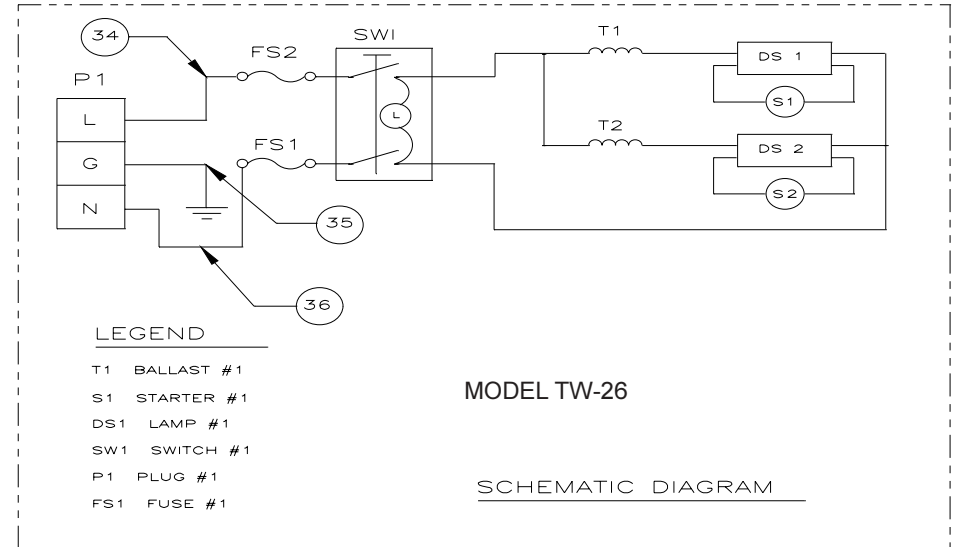 34
FS2
SW1
T1
P1
DS 1
L
S1
L
T2
FS1
G
DS 2
N
S2
35
36
LEGEND
T1 BALLAST #1
S1 STARTER #1
DS1 LAMP #1
SW1 SWITCH #1
P1 PLUG #1
FS1 FUSE #1
MODEL TW-26
SCHEMATIC DIAGRAM